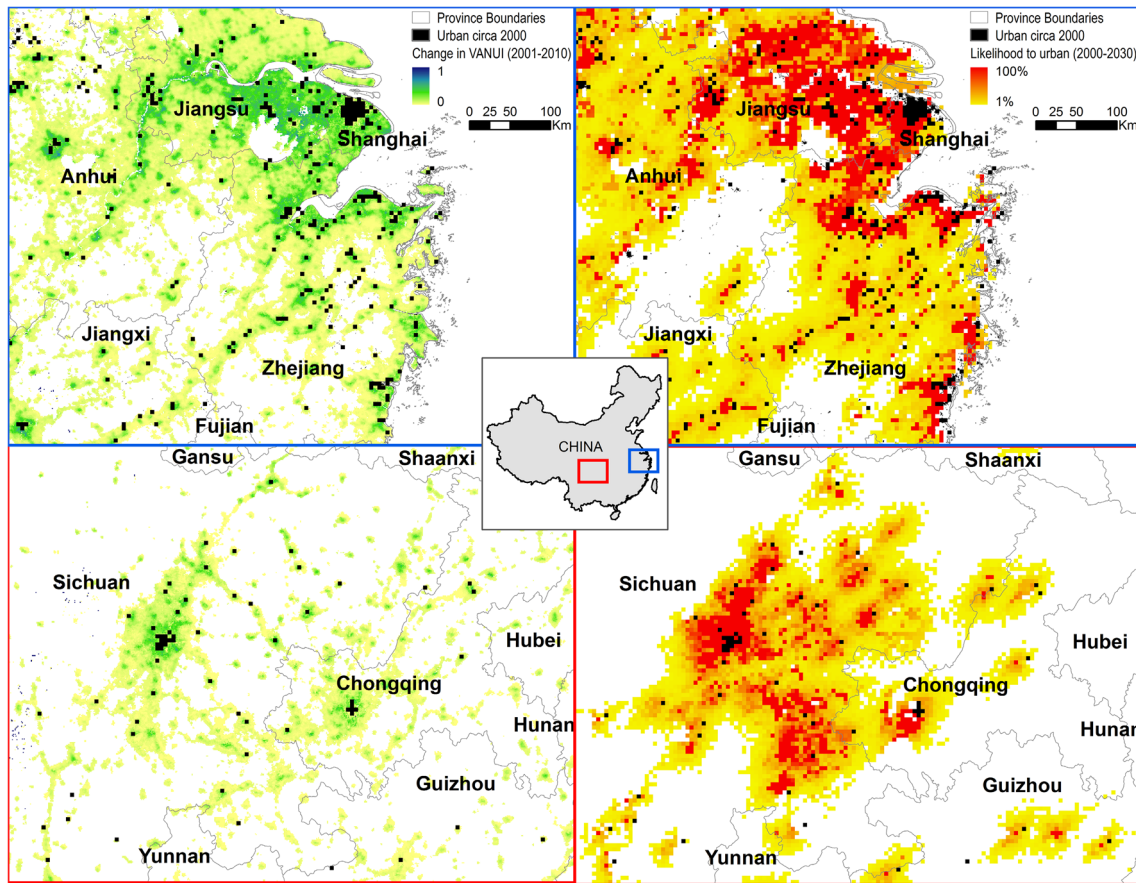 Province Boundaries
Urban circa 2000
Change in VANUI (2001-2010)
1
0
0 25 50 100
Km
Jiangsu
Shanghai
Anhui
Jiangxi
Zhejiang
Fujian
Province Boundaries
Urban circa 2000
Likelihood to urban (2000-2030)
100%
1%
0 25 50 100
Km
Jiangsu
Shanghai
Anhui
Jiangxi
Zhejiang
Fujian
CHINA
Gansu
Shaanxi
Sichuan
Hubei
Chongqing
Hunan
Guizhou
Yunnan
Gansu
Shaanxi
Sichuan
Hubei
Chongqing
Hunan
Guizhou
Yunnan